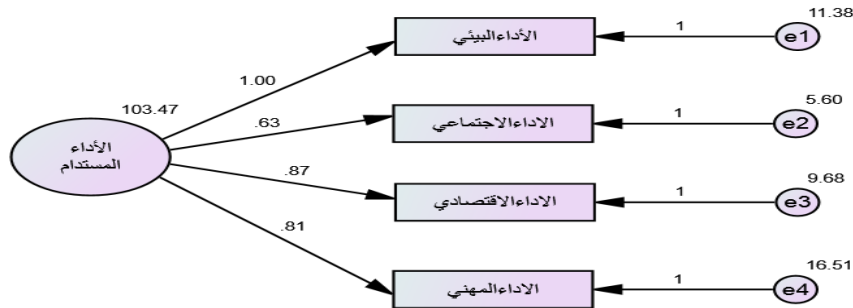 11.38
الأداءالبيئي
1
e1
1.00
103.47
5.60
الاداءالاجتماعي
1
e2
.63
الأداء
المستدام
.87
9.68
الاداءالاقتصادي
1
e3
.81
16.51
الاداءالمهني
1
e4